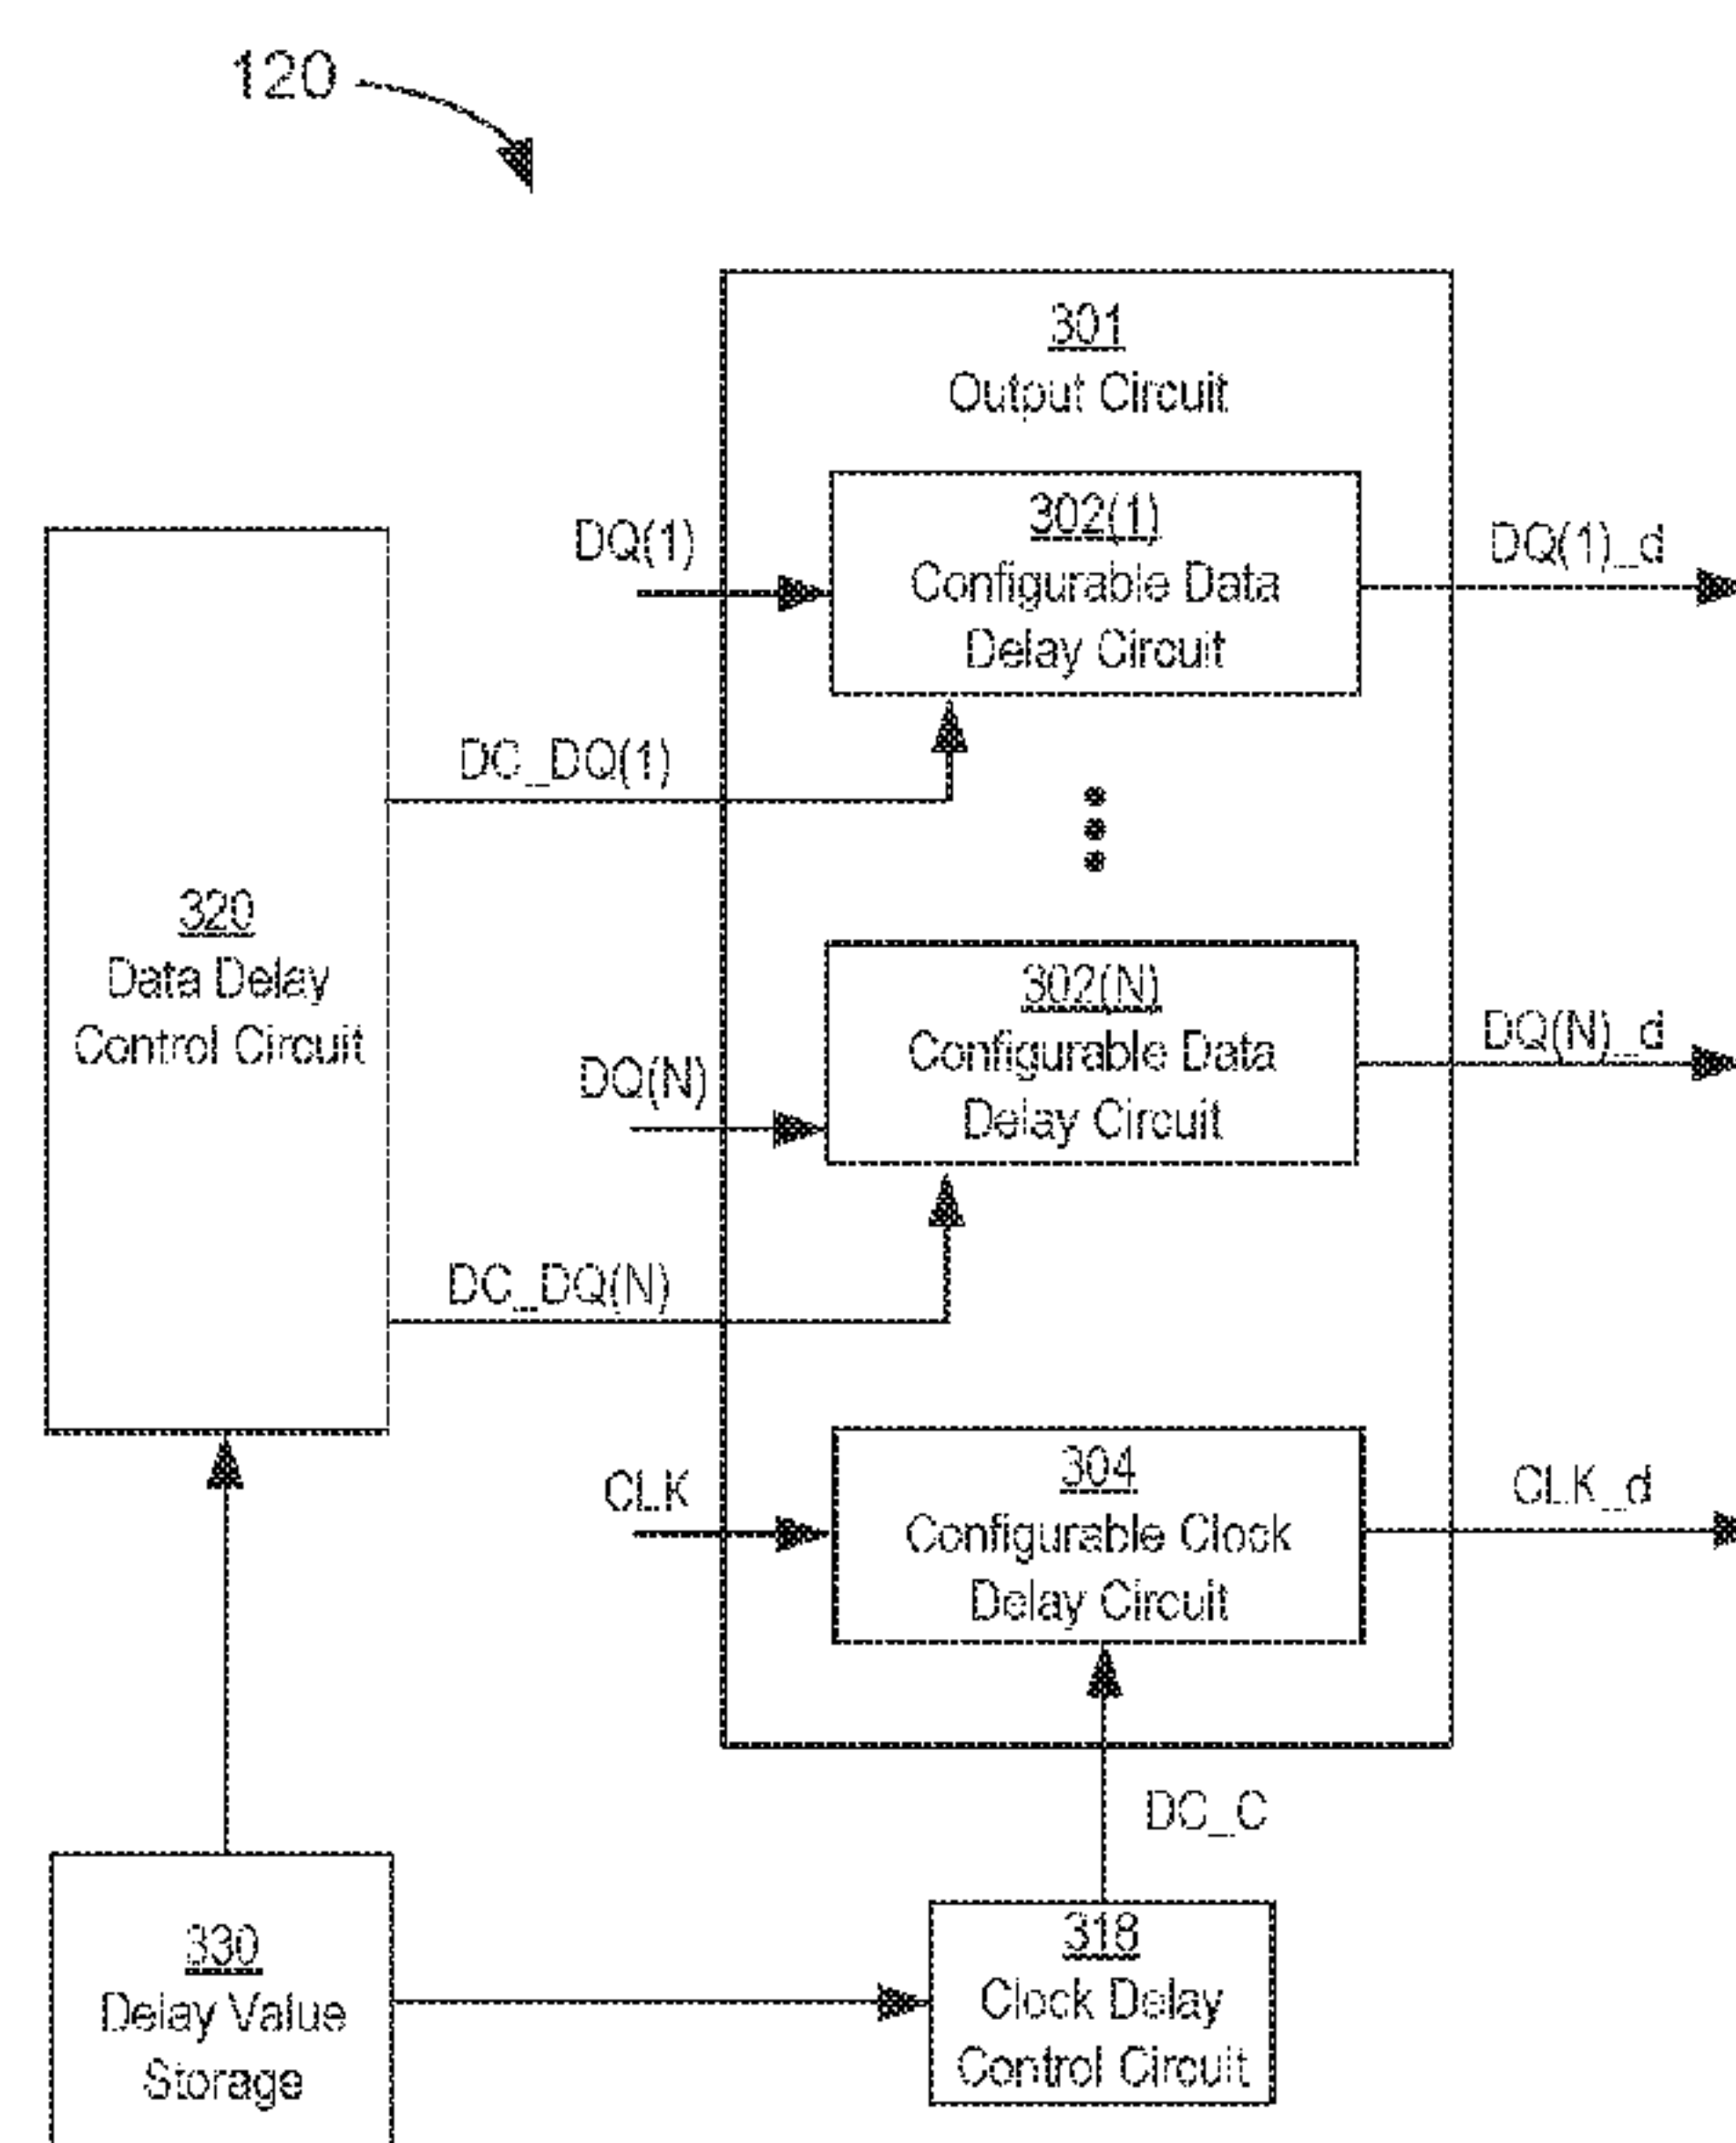 120
301
Output Circuit
302(1)
Configurable Data
Delay Circuit
DQ(1)
DQ(1)_d
DC_DQ(1)
320
Data Delay
Control Circuit
302(N)
Configurable Data
Delay Circuit
DQ(N)
DQ(N)_d
DC_DQ(N)
304
Configurable Clock
Delay Circuit
CLK
CLK_d
DC_C
330
Delay Value
Storage
318
Clock Delay
Control Circuit